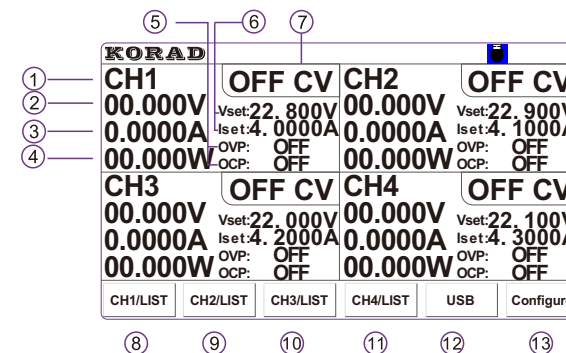 ⑤ ⑥ ⑦
KORAD
① CH1 OFF CV CH2 OFF CV
② 00.000V Vset:22.800V 00.000V Vset:22.900V
③ 0.0000A Iset:4.0000A 0.0000A Iset:4.1000A
OVP: OFF OVP: OFF
④ 00.000W OCP: OFF 00.000W OCP: OFF
CH3 OFF CV CH4 OFF CV
00.000V Vset:22.000V 00.000V Vset:22.100V
0.0000A Iset:4.2000A 0.0000A Iset:4.3000A
OVP: OFF OVP: OFF
00.000W OCP: OFF 00.000W OCP: OFF
CH1/LIST CH2/LIST CH3/LIST CH4/LIST USB Configure
⑧ ⑨ ⑩ ⑪ ⑫ ⑬